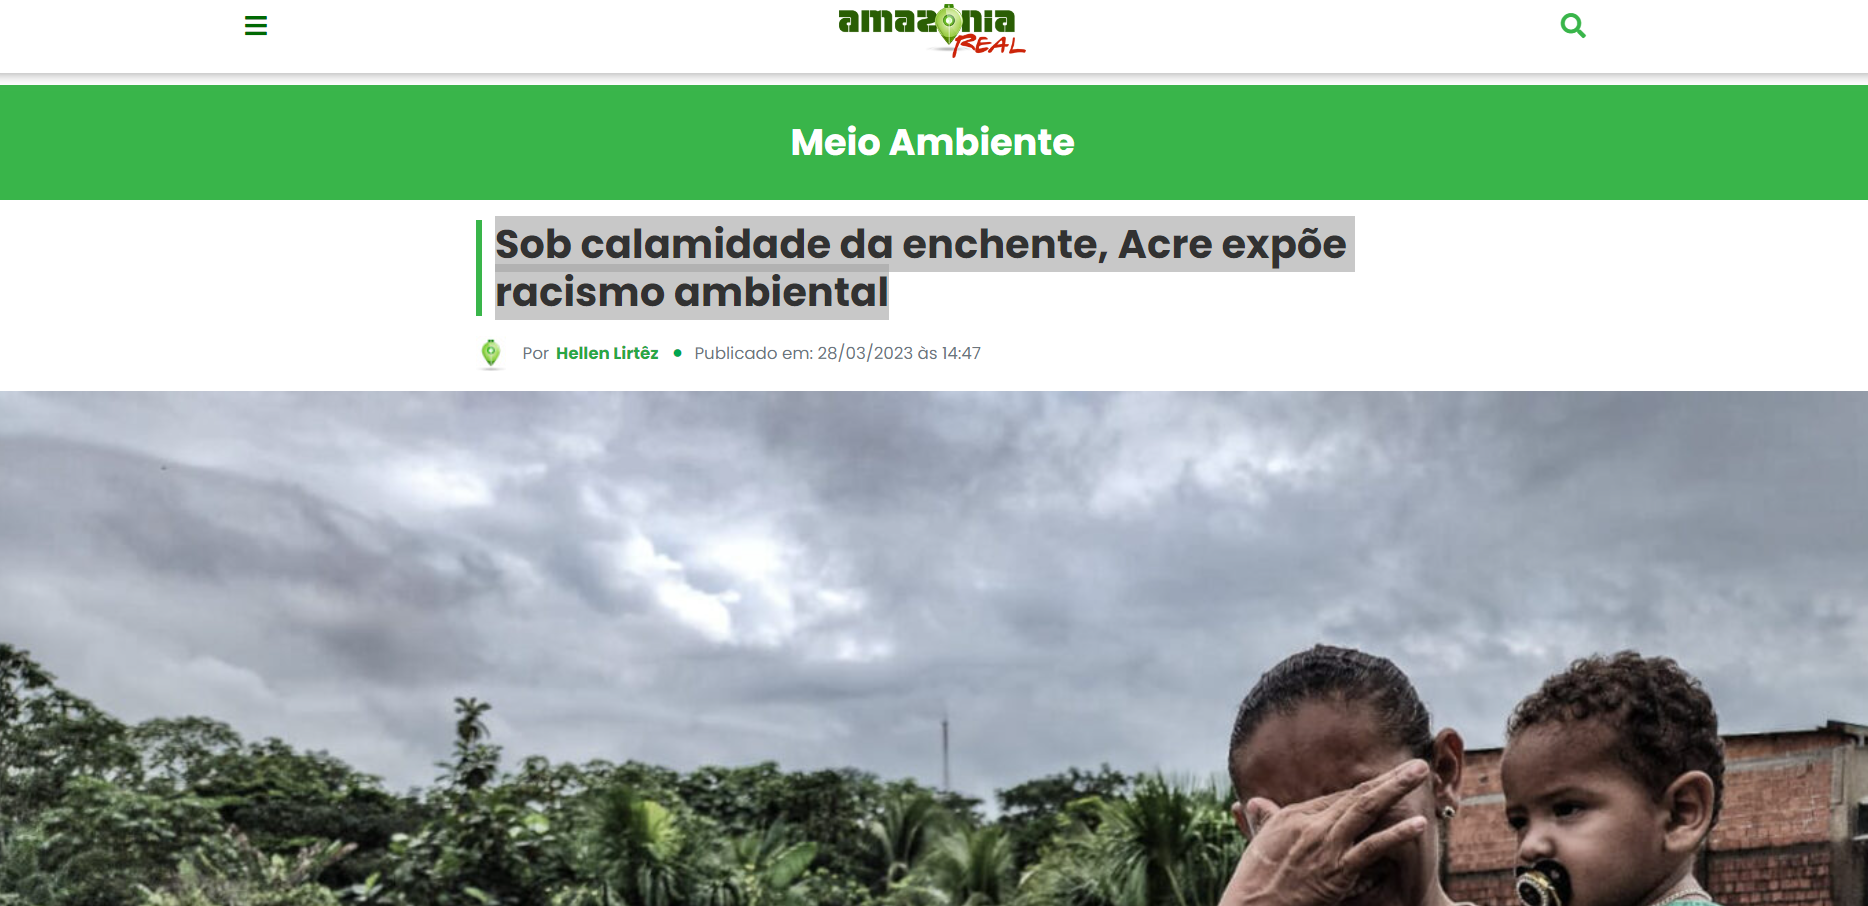 amazônia
REAL
Meio Ambiente
Sob calamidade da enchente, Acre expõe
racismo ambiental
Por Hellen Lirtêz • Publicado em: 28/03/2023 às 14:47